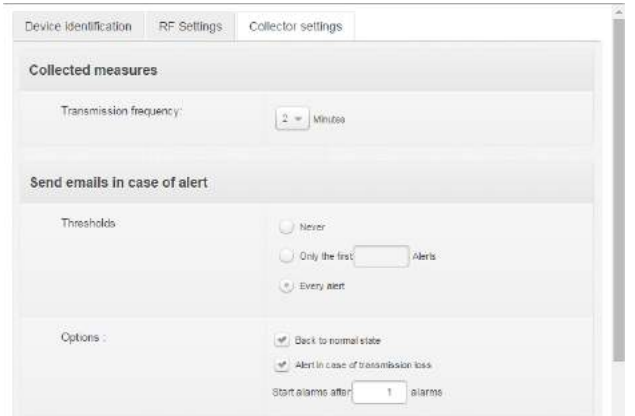 Device Identification RF Settings Collector settings
Collected measures
Transmission frequency: 2 Minutes
Send emails in case of alert
Thresholds Never
Only the first Alerts
Every alert
Options : Back to normal state
Alert in case of transmission loss
Start alarms after 1 alarms